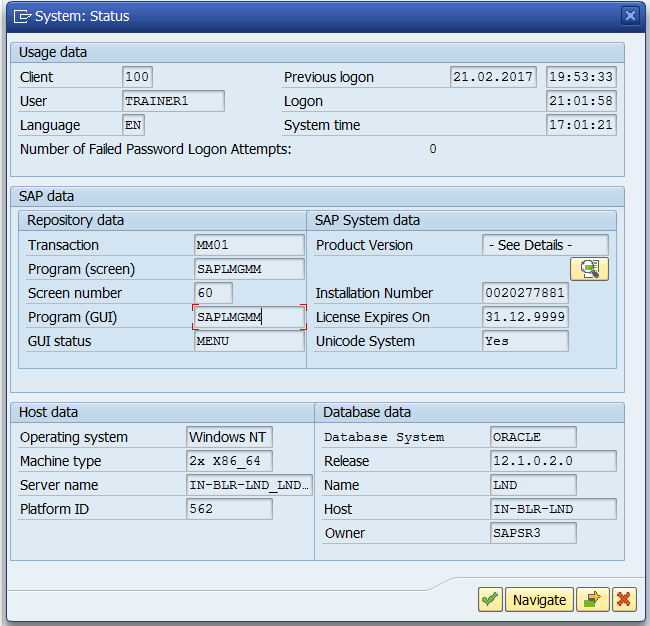 System: Status
Usage data
Client 100 Previous logon 21.02.2017 19:53:33
User TRAINER1 Logon 21:01:58
Language EN System time 17:01:21
Number of Failed Password Logon Attempts: 0
SAP data
Repository data SAP System data
Transaction MM01 Product Version - See Details -
Program (screen) SAPLMGMM
Screen number 60 Installation Number 0020277881
Program (GUI) SAPLMGMM License Expires On 31.12.9999
GUI status MENU Unicode System Yes
Host data Database data
Operating system Windows NT Database System ORACLE
Machine type 2x X86_64 Release 12.1.0.2.0
Server name IN-BLR-LND_LND… Name LND
Platform ID 562 Host IN-BLR-LND
Owner SAPSR3
Navigate